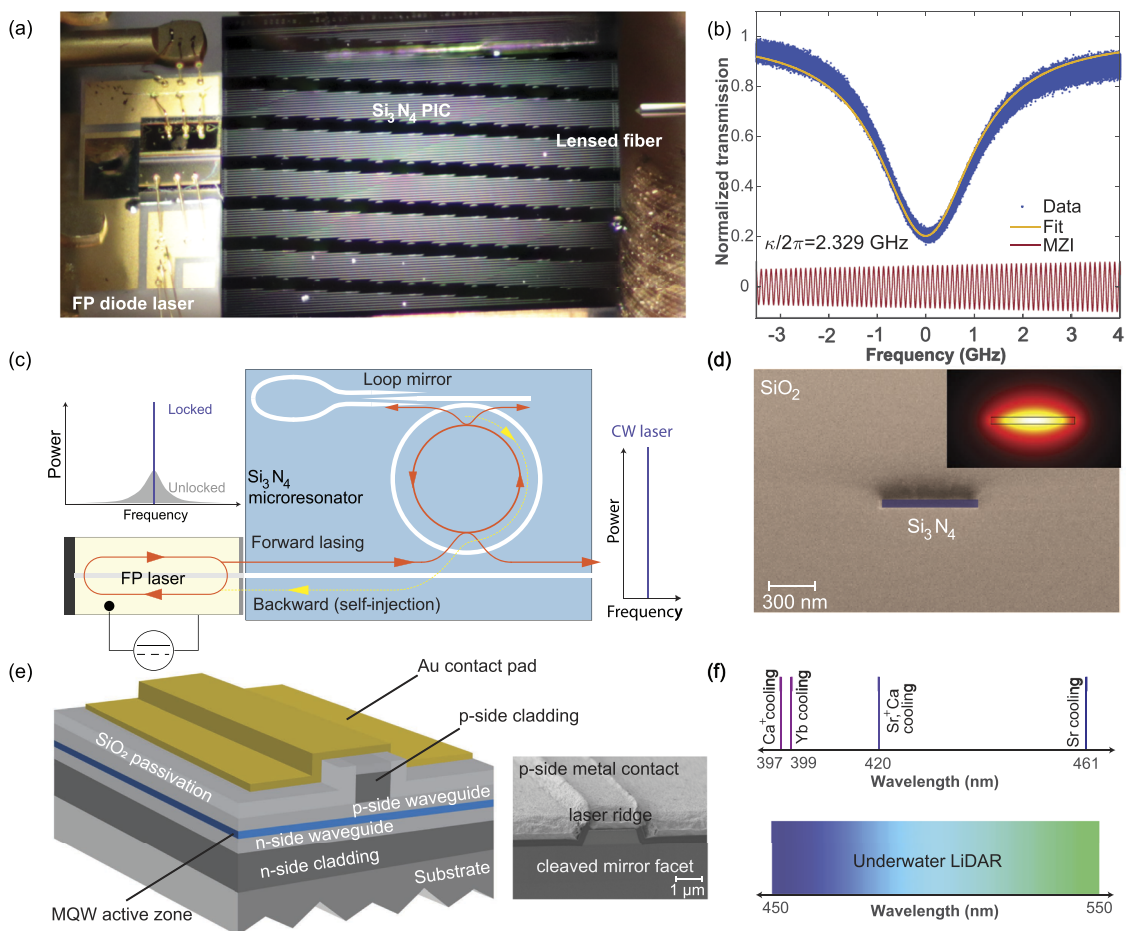 (a)
Si₃N₄ PIC
Lensed fiber
FP diode laser
(b)
Normalized transmission
1
0.8
0.6
0.4
0.2
0
κ/2π=2.329 GHz
Data
Fit
MZI
-3
-1
0
1
3
4
Frequency (GHz)
(c)
Power
Locked
Unlocked
Frequency
Loop mirror
Si₃N₄
microresonator
Forward lasing
FP laser
Backward (self-injection)
CW laser
Power
Frequency
(d)
SiO₂
Si₃N₄
300 nm
(e)
Au contact pad
p-side cladding
SiO₂ passivation
p-side waveguide
n-side waveguide
n-side cladding
Substrate
MQW active zone
p-side metal contact
laser ridge
cleaved mirror facet
1 μm
(f)
Ca⁺cooling
Yb cooling
Sr,⁺Ca
cooling
Sr cooling
397
399
420
461
Wavelength (nm)
Underwater LiDAR
450
550
Wavelength (nm)